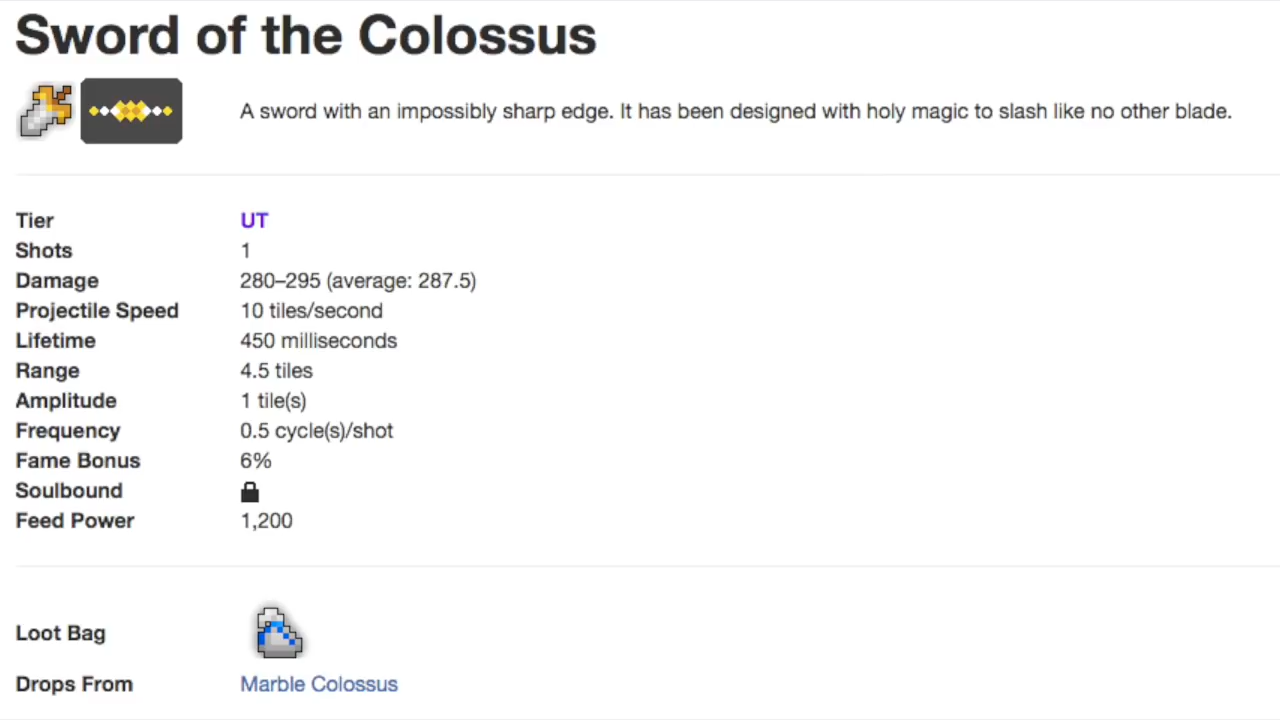 Sword of the Colossus
A sword with an impossibly sharp edge. It has been designed with holy magic to slash like no other blade.
Tier UT
Shots 1
Damage 280–295 (average: 287.5)
Projectile Speed 10 tiles/second
Lifetime 450 milliseconds
Range 4.5 tiles
Amplitude 1 tile(s)
Frequency 0.5 cycle(s)/shot
Fame Bonus 6%
Soulbound
Feed Power 1,200
Loot Bag
Drops From Marble Colossus